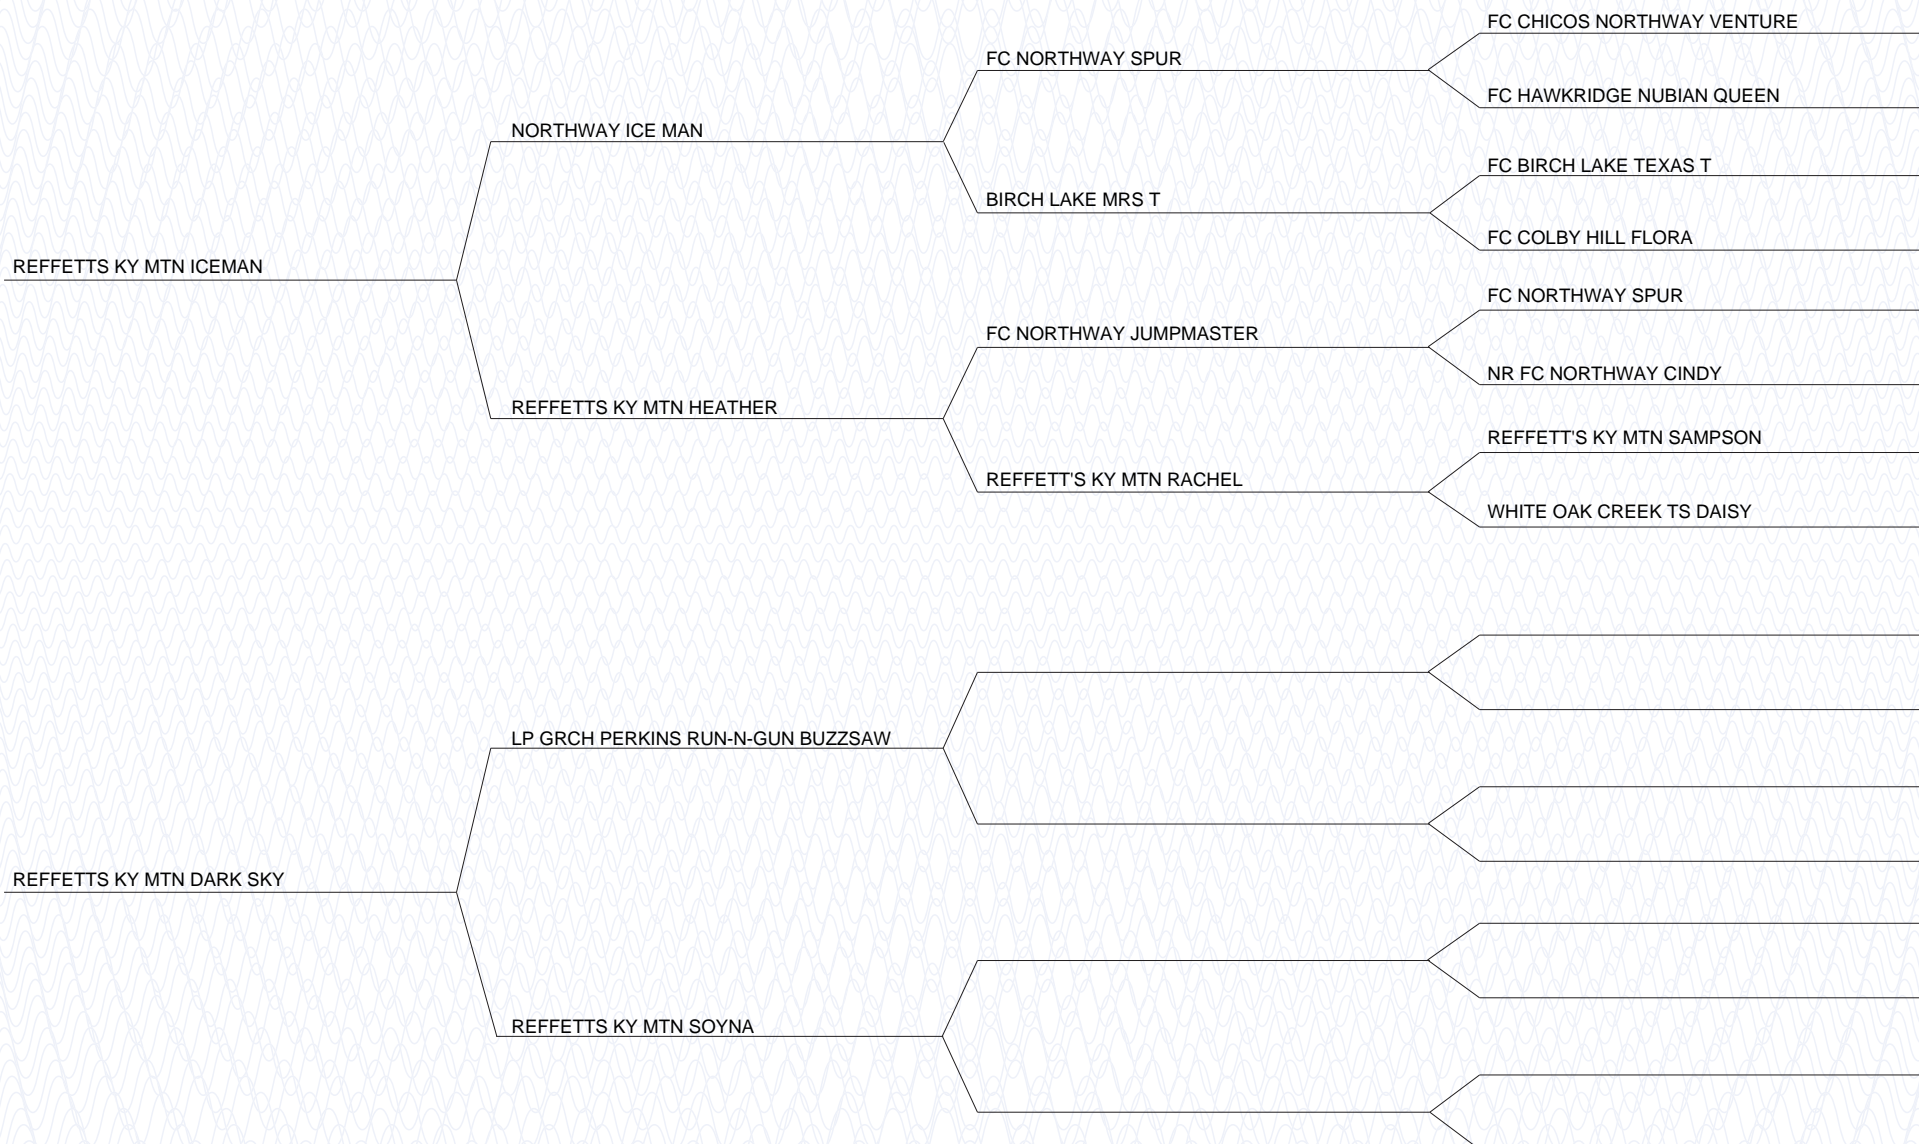 FC CHICOS NORTHWAY VENTURE
FC NORTHWAY SPUR
FC HAWKRIDGE NUBIAN QUEEN
NORTHWAY ICE MAN
FC BIRCH LAKE TEXAS T
BIRCH LAKE MRS T
FC COLBY HILL FLORA
REFFETTS KY MTN ICEMAN
FC NORTHWAY SPUR
FC NORTHWAY JUMPMASTER
NR FC NORTHWAY CINDY
REFFETTS KY MTN HEATHER
REFFETT'S KY MTN SAMPSON
REFFETT'S KY MTN RACHEL
WHITE OAK CREEK TS DAISY
LP GRCH PERKINS RUN-N-GUN BUZZSAW
REFFETTS KY MTN DARK SKY
REFFETTS KY MTN SOYNA